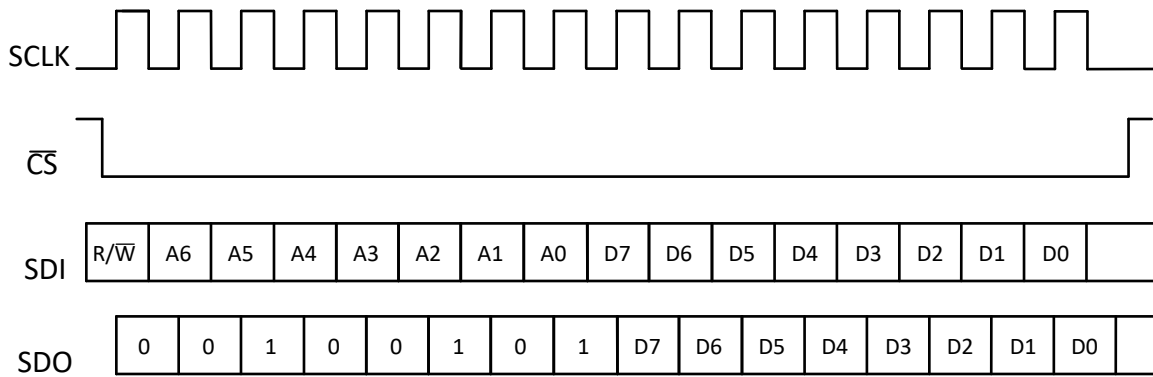 SCLK
C̅S̅
SDI R/W̅ A6 A5 A4 A3 A2 A1 A0 D7 D6 D5 D4 D3 D2 D1 D0
SDO 0 0 1 0 0 1 0 1 D7 D6 D5 D4 D3 D2 D1 D0